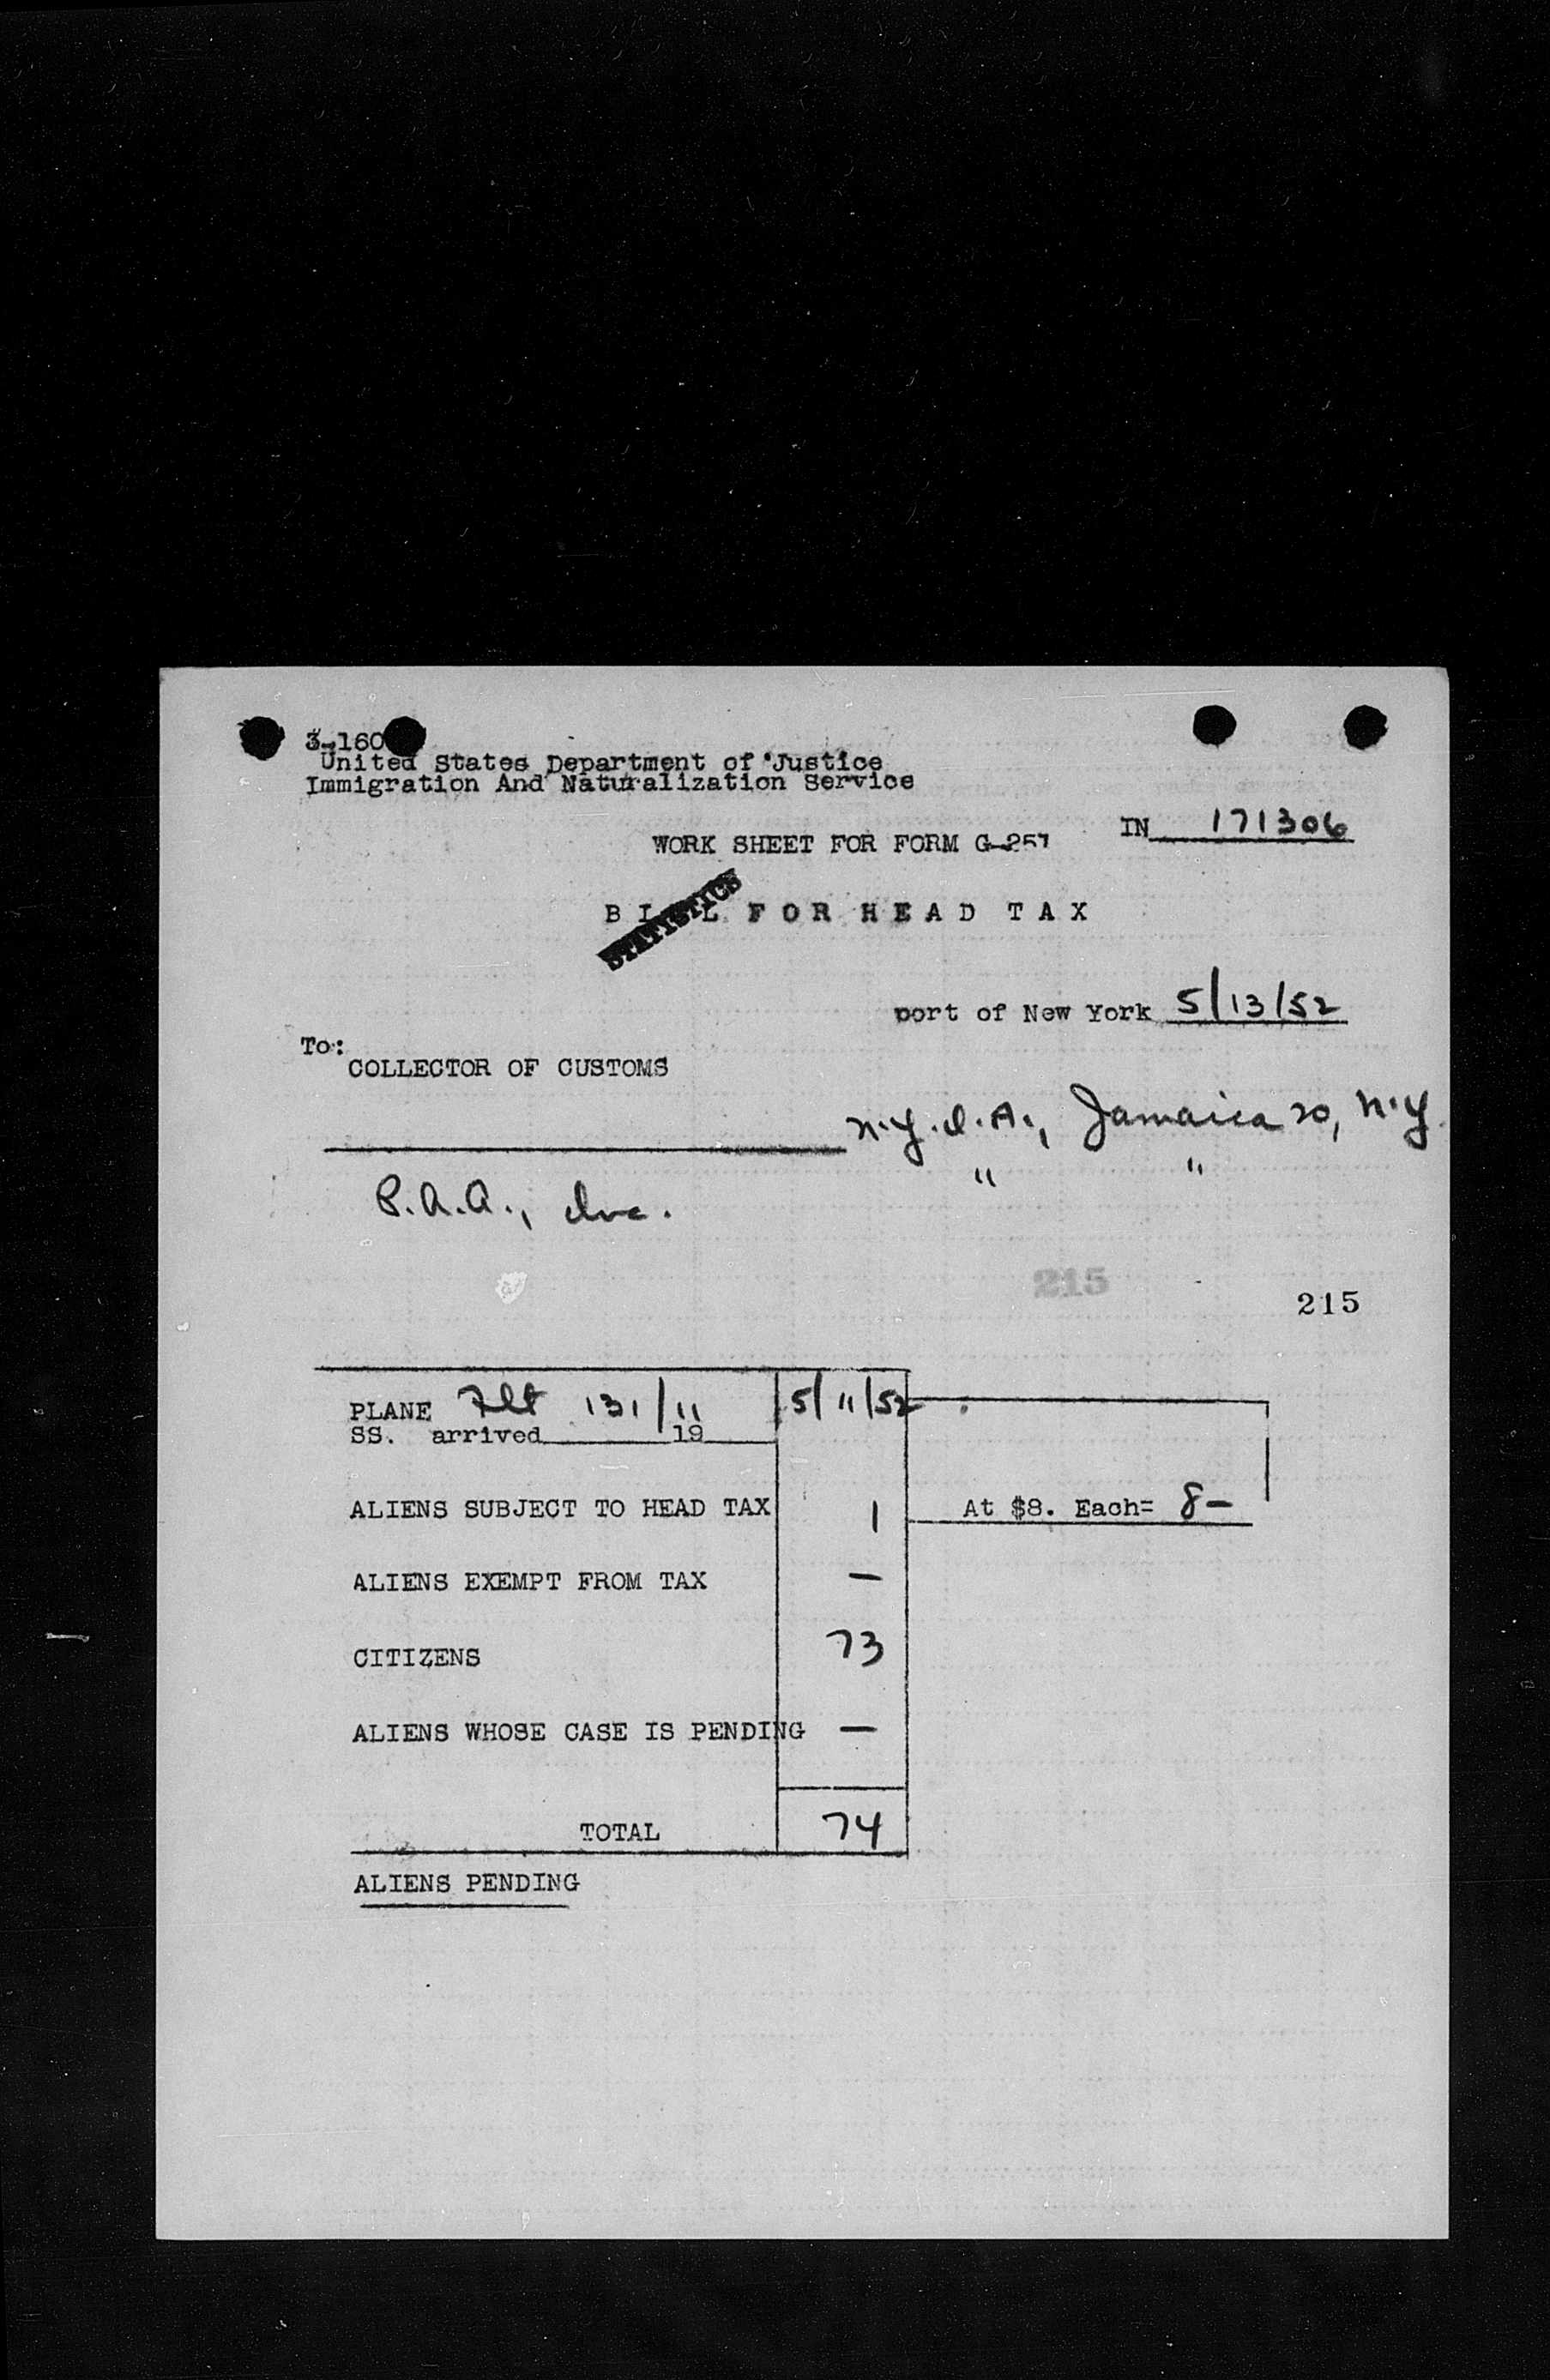 3-160
United States Department of Justice
Immigration And Naturalization Service
IN 171306
WORK SHEET FOR FORM G-257
BILL FOR HEAD TAX
STATISTICS
port of New York 5/13/52
To:
COLLECTOR OF CUSTOMS
N.Y.I.A., Jamaica 20, N.Y.
" "
P.A.A., Inc.
215
215
PLANE Flt 131/11 5/11/52
SS. arrived 19
ALIENS SUBJECT TO HEAD TAX 1 At $8. Each= 8-
ALIENS EXEMPT FROM TAX —
CITIZENS 73
ALIENS WHOSE CASE IS PENDING —
TOTAL 74
ALIENS PENDING